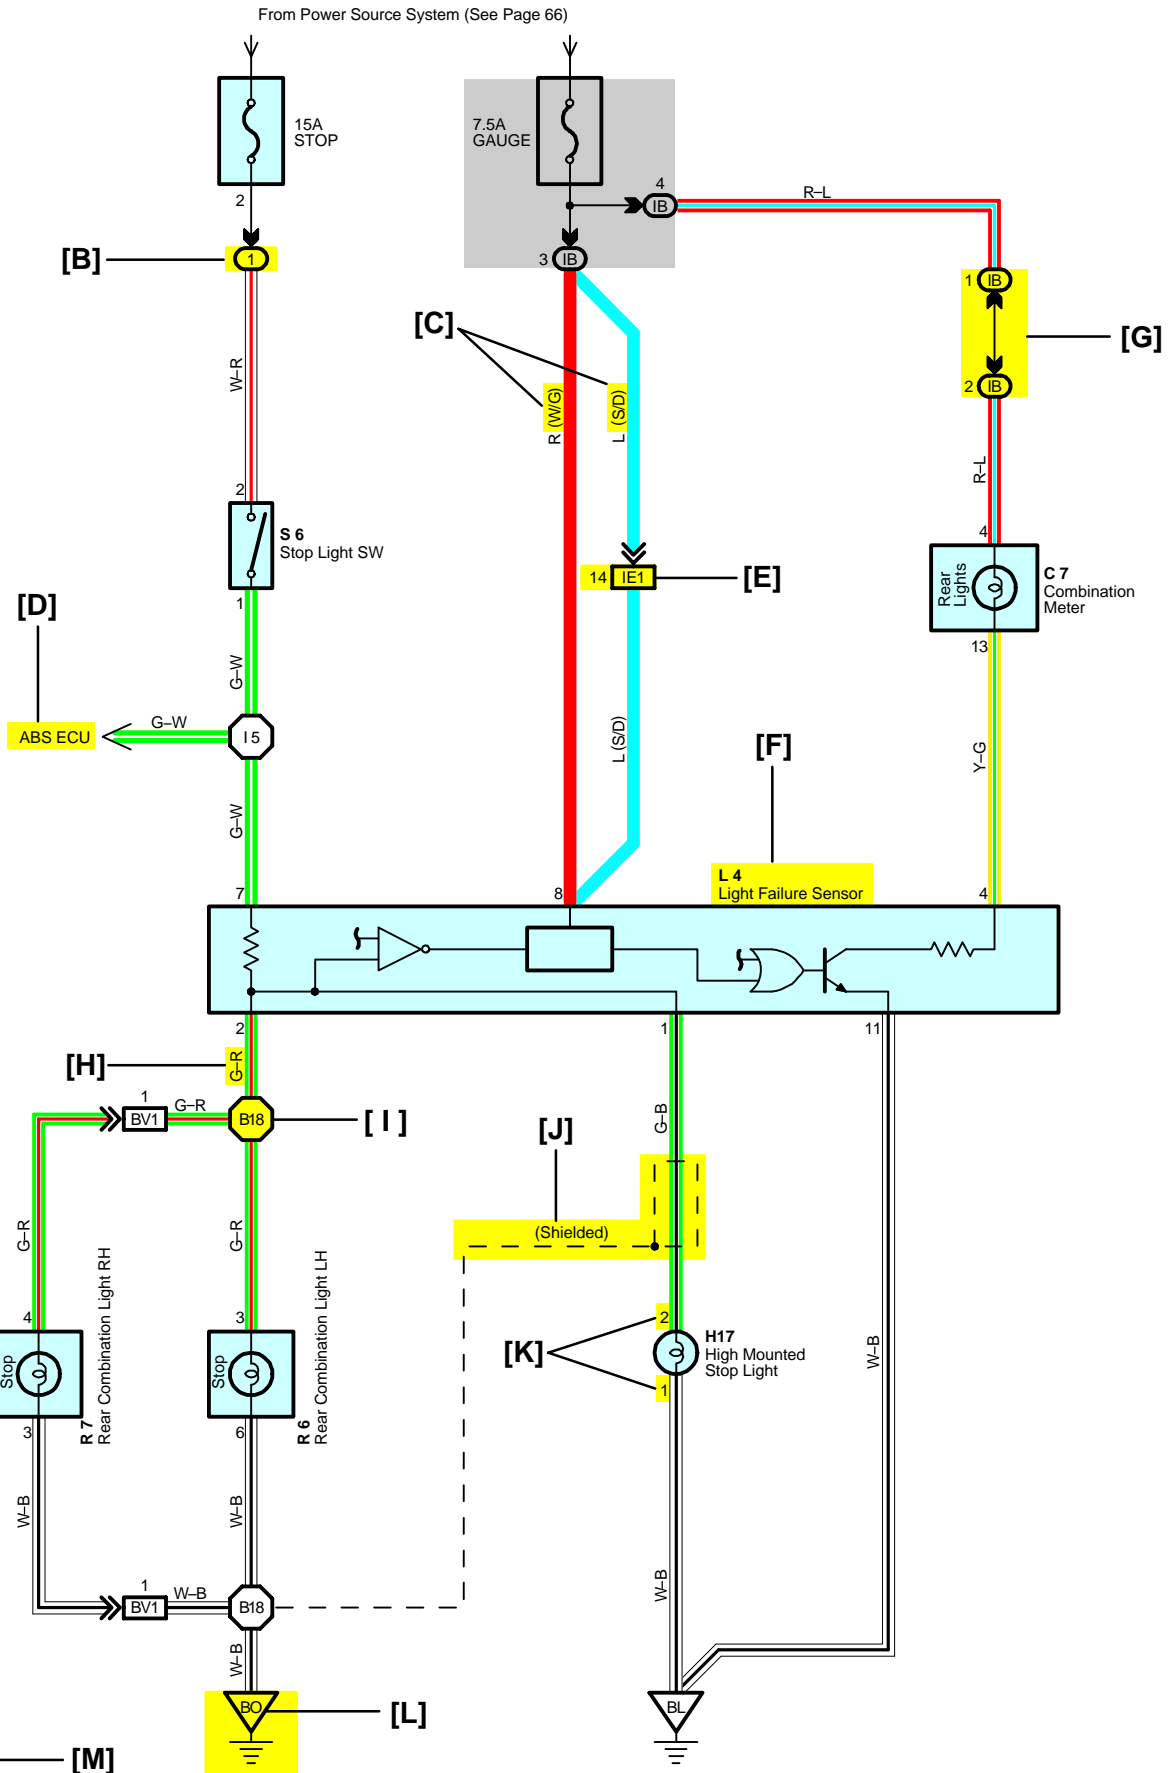 From Power Source System (See Page 66)
15A
STOP
7.5A
GAUGE
2
4
IB
R–L
[B]
1
3
IB
1
IB
[G]
[C]
W–R
R (W/G)
L (S/D)
2
IB
R–L
2
S 6
Stop Light SW
1
14
IE1
[E]
4
Rear
Lights
C 7
Combination
Meter
13
[D]
G–W
ABS ECU
G–W
I 5
L (S/D)
[F]
Y–G
G–W
7
8
L 4
Light Failure Sensor
4
2
1
11
[H]
G–R
1
BV1
G–R
B18
[ I ]
G–B
[J]
(Shielded)
G–R
G–R
4
Stop
R 7
Rear Combination Light RH
3
3
Stop
R 6
Rear Combination Light LH
6
2
[K]
H17
High Mounted
Stop Light
1
W–B
W–B
W–B
W–B
1
BV1
W–B
B18
W–B
BO
[L]
BL
[M]